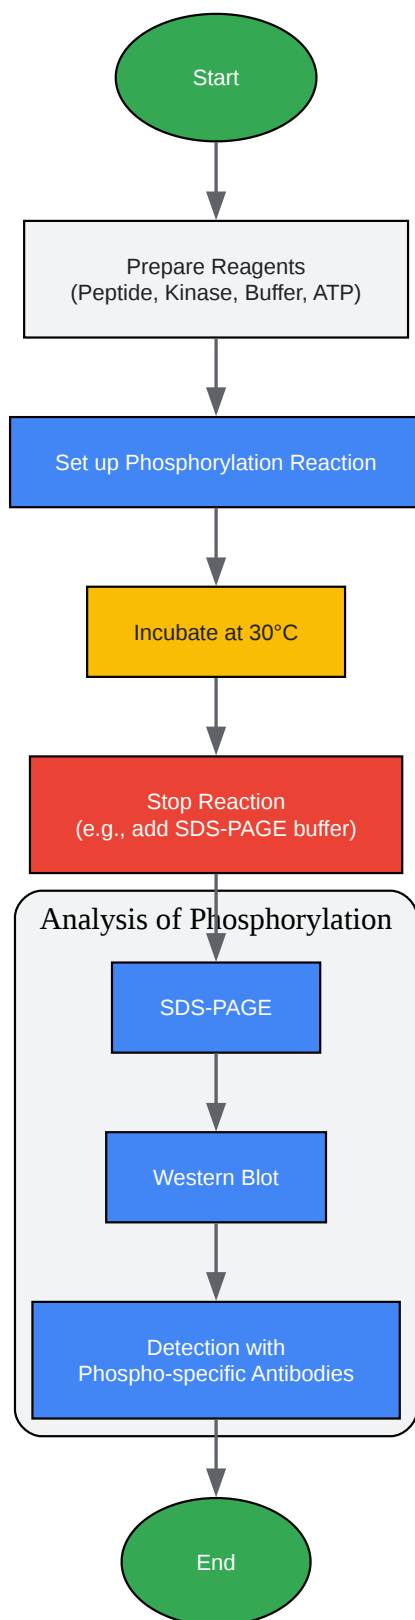 Start
Prepare Reagents
(Peptide, Kinase, Buffer, ATP)
Set up Phosphorylation Reaction
Incubate at 30°C
Stop Reaction
(e.g., add SDS-PAGE buffer)
Analysis of Phosphorylation
SDS-PAGE
Western Blot
Detection with
Phospho-specific Antibodies
End